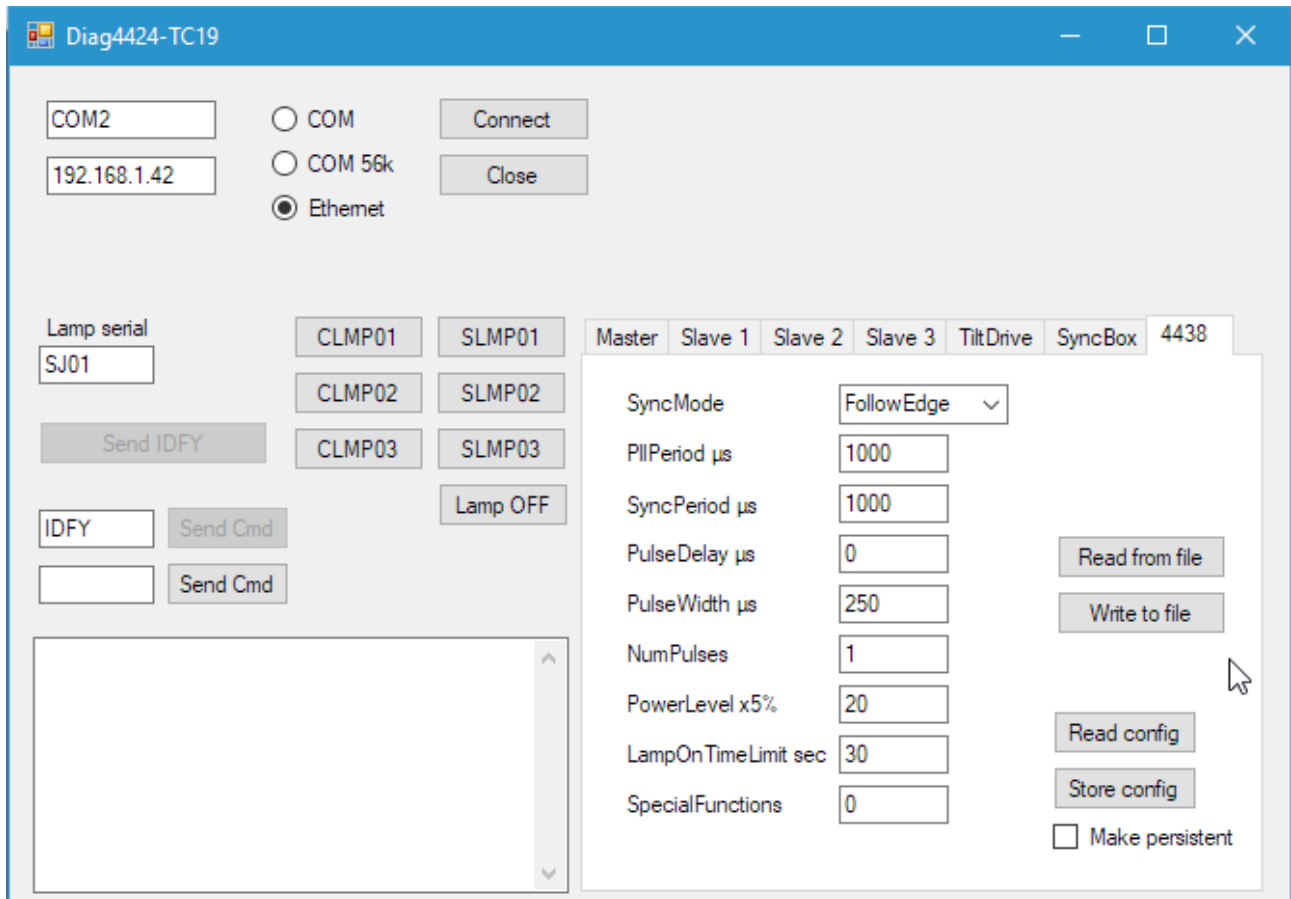 Diag4424-TC19
COM2
COM
Connect
192.168.1.42
COM 56k
Close
Ethernet
Lamp serial
SJ01
CLMP01
SLMP01
CLMP02
SLMP02
Send IDFY
CLMP03
SLMP03
Lamp OFF
IDFY
Send Cmd
Send Cmd
Master
Slave 1
Slave 2
Slave 3
TiltDrive
SyncBox
4438
SyncMode
FollowEdge
PllPeriod µs
1000
SyncPeriod µs
1000
PulseDelay µs
0
PulseWidth µs
250
NumPulses
1
PowerLevel x5%
20
LampOnTimeLimit sec
30
SpecialFunctions
0
Read from file
Write to file
Read config
Store config
Make persistent